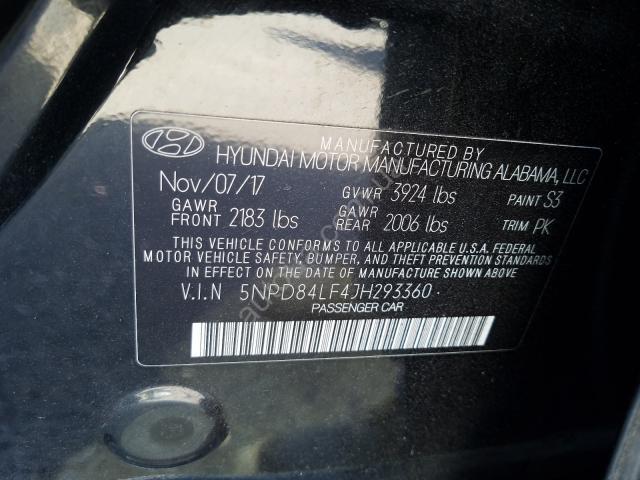 MANUFACTURED BY
HYUNDAI MOTOR MANUFACTURING ALABAMA, LLC
Nov/07/17 GVWR 3924 lbs PAINT S3
GAWR FRONT 2183 lbs GAWR REAR 2006 lbs TRIM PK
THIS VEHICLE CONFORMS TO ALL APPLICABLE U.S.A. FEDERAL
MOTOR VEHICLE SAFETY, BUMPER, AND THEFT PREVENTION STANDARDS
IN EFFECT ON THE DATE OF MANUFACTURE SHOWN ABOVE.
V.I.N 5NPD84LF4JH293360
PASSENGER CAR